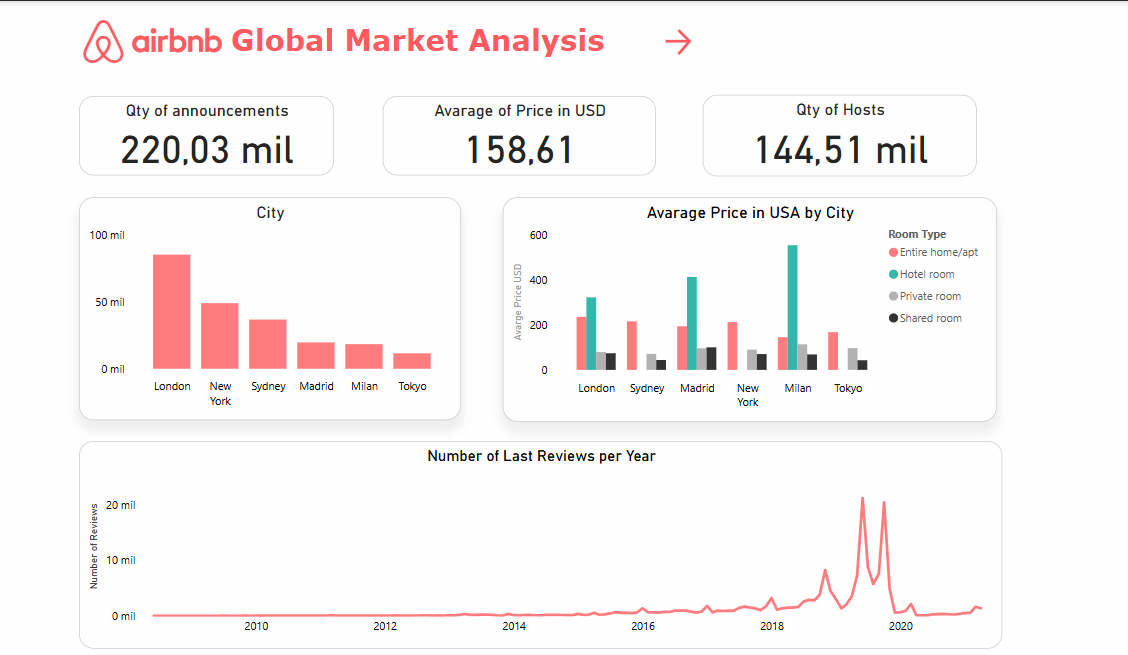 airbnb Global Market Analysis
Qty of announcements
220,03 mil
Avarage of Price in USD
158,61
Qty of Hosts
144,51 mil
City
100 mil
50 mil
0 mil
London
New York
Sydney
Madrid
Milan
Tokyo
Avarage Price in USA by City
Avarge Price USD
600
400
200
0
London
Sydney
Madrid
New York
Milan
Tokyo
Room Type
Entire home/apt
Hotel room
Private room
Shared room
Number of Last Reviews per Year
Number of Reviews
20 mil
10 mil
0 mil
2010
2012
2014
2016
2018
2020